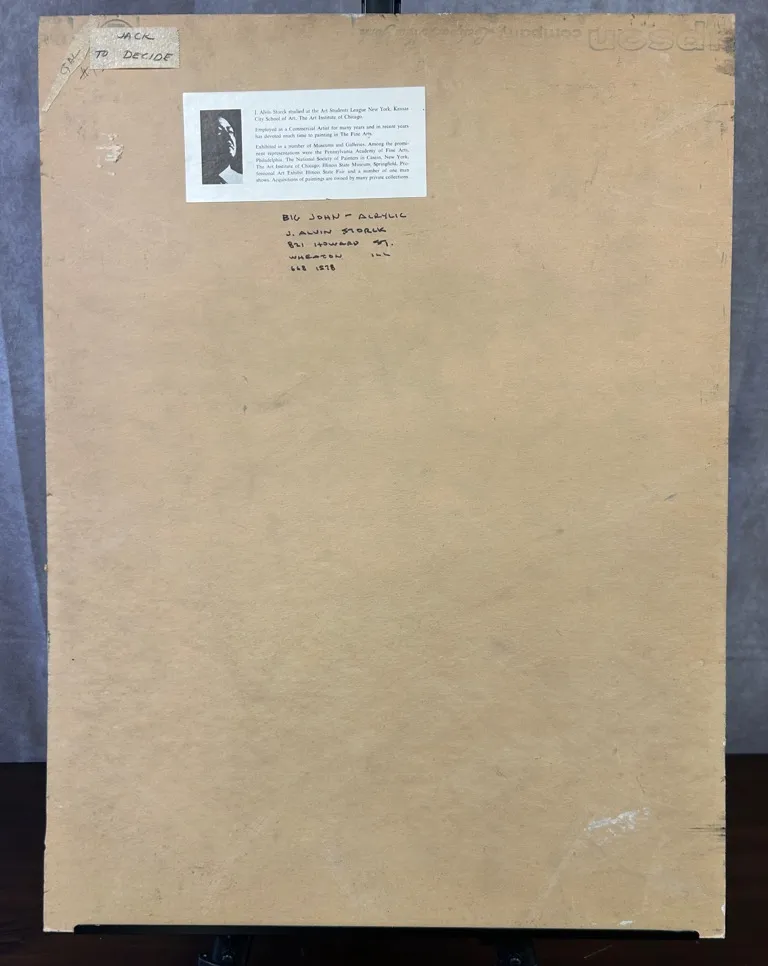 JACK
TO DECIDE
J. Alvin Storck studied at the Art Students League New York, Kansas
City School of Art, The Art Institute of Chicago.
Employed as a Commercial Artist for many years and in recent years
has devoted much time to painting in The Fine Arts.
Exhibited in a number of Museums and Galleries. Among the promi-
nent representations were the Pennsylvania Academy of Fine Arts,
Philadelphia, The National Society of Painters in Casein, New York,
The Art Institute of Chicago, Illinois State Museum, Springfield, Pro-
fessional Art Exhibit Illinois State Fair and a number of one man
shows. Acquisitions of paintings are owned by many private collections
BIG JOHN - ACRYLIC
J. ALVIN STORCK
821 HOWARD ST.
WHEATON ILL
668 1578
company